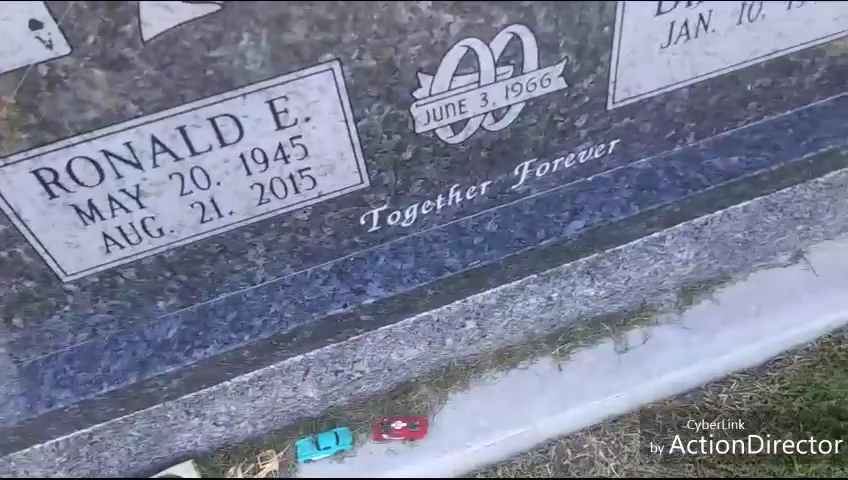 RONALD E.
MAY 20. 1945
AUG. 21. 2015
JUNE 3, 1966
JAN. 10,
Together Forever
CyberLink
by ActionDirector